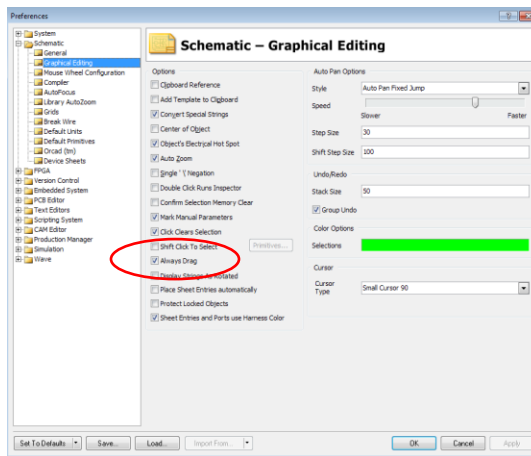 Preferences
System
Schematic
General
Graphical Editing
Mouse Wheel Configuration
Compiler
AutoFocus
Library AutoZoom
Grids
Break Wire
Default Units
Default Primitives
Orcad (tm)
Device Sheets
FPGA
Version Control
Embedded System
PCB Editor
Text Editors
Scripting System
CAM Editor
Production Manager
Simulation
Wave
Schematic – Graphical Editing
Options
Clipboard Reference
Add Template to Clipboard
Convert Special Strings
Center of Object
Object's Electrical Hot Spot
Auto Zoom
Single '\' Negation
Double Click Runs Inspector
Confirm Selection Memory Clear
Mark Manual Parameters
Click Clears Selection
Shift Click To Select
Primitives...
Always Drag
Display Strings As Rotated
Place Sheet Entries automatically
Protect Locked Objects
Sheet Entries and Ports use Harness Color
Auto Pan Options
Style
Auto Pan Fixed Jump
Speed
Slower
Faster
Step Size
30
Shift Step Size
100
Undo/Redo
Stack Size
50
Group Undo
Color Options
Selections
Cursor
Cursor Type
Small Cursor 90
Set To Defaults
Save...
Load...
Import From...
OK
Cancel
Apply